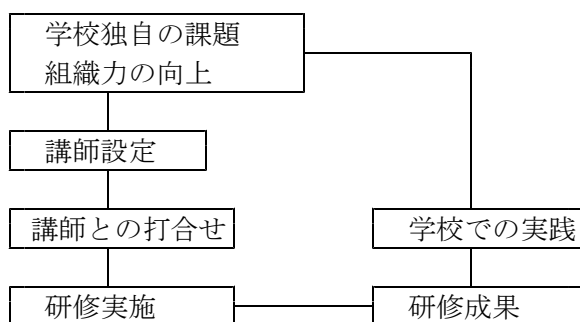 学校独自の課題
組織力の向上
講師設定
講師との打合せ
学校での実践
研修実施
研修成果